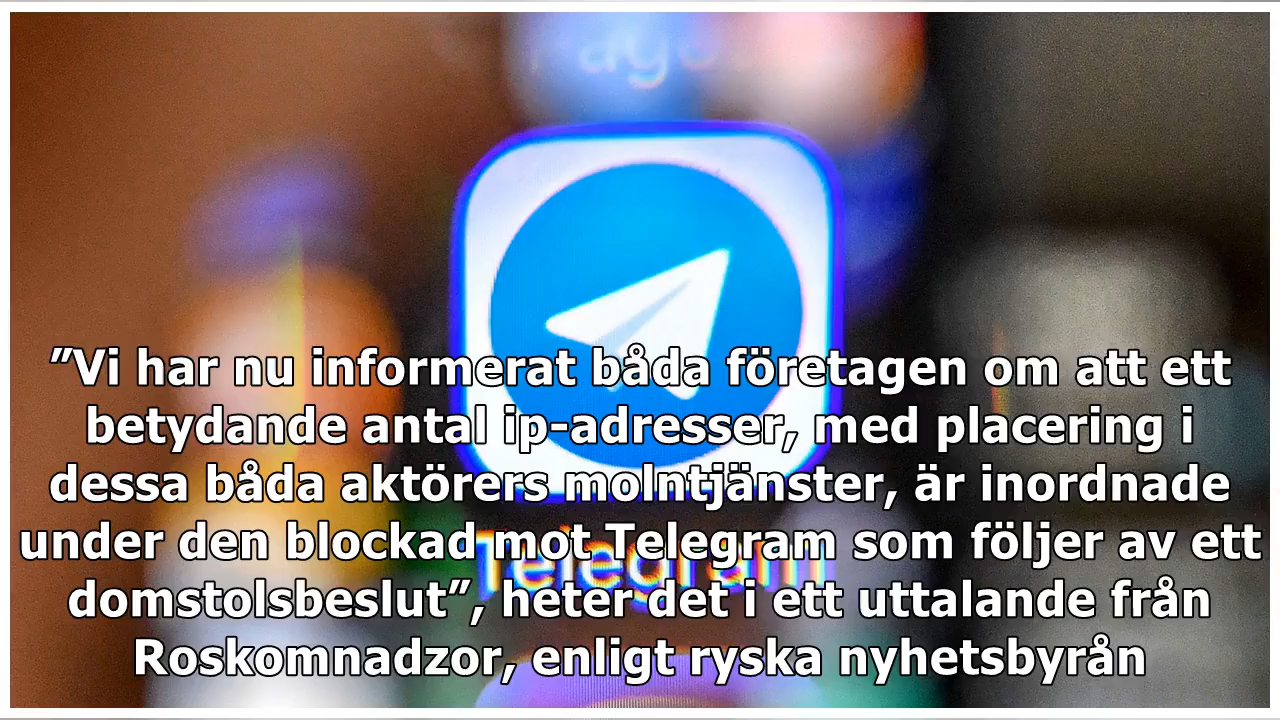 ”Vi har nu informerat båda företagen om att ett
betydande antal ip-adresser, med placering i
dessa båda aktörers molntjänster, är inordnade
under den blockad mot Telegram som följer av ett
Telegram
domstolsbeslut”, heter det i ett uttalande från
Roskomnadzor, enligt ryska nyhetsbyrån